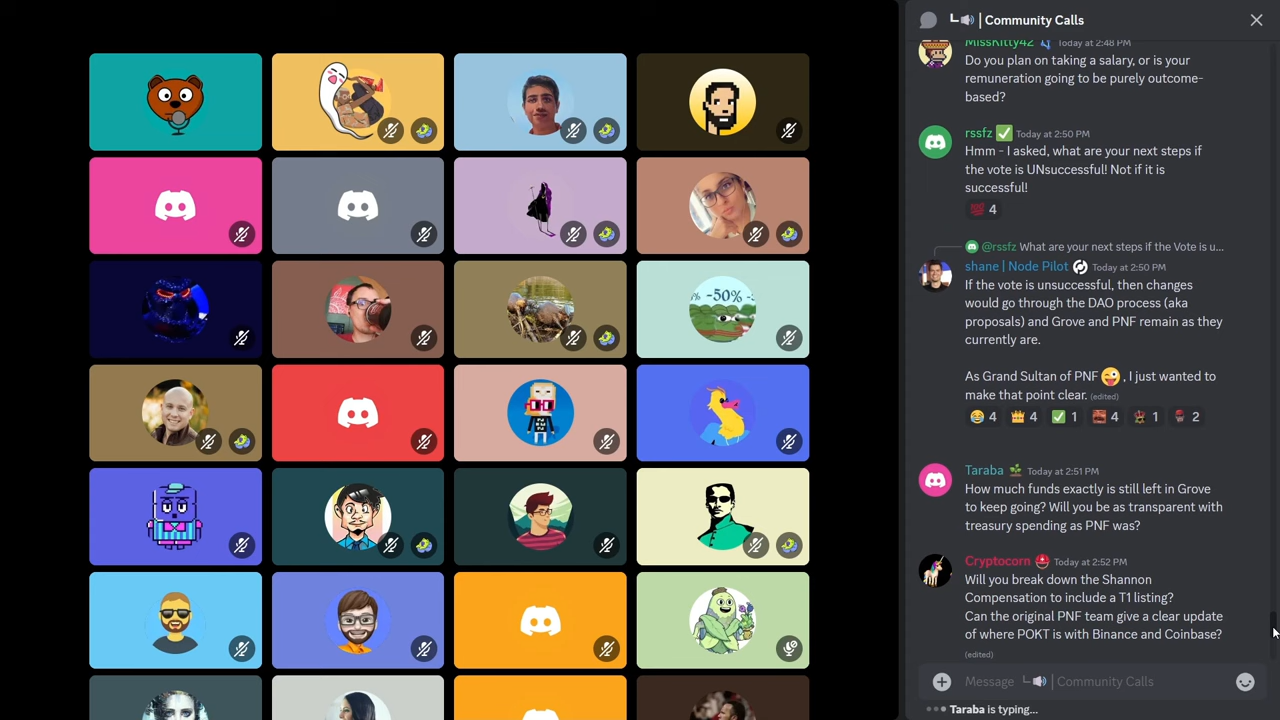 Community Calls
MissKitty42 Today at 2:48 PM
Do you plan on taking a salary, or is your
remuneration going to be purely outcome-
based?
rssfz Today at 2:50 PM
Hmm - I asked, what are your next steps if
the vote is UNsuccessful! Not if it is
successful!
4
@rssfz What are your next steps if the Vote is u...
shane | Node Pilot Today at 2:50 PM
If the vote is unsuccessful, then changes
would go through the DAO process (aka
proposals) and Grove and PNF remain as they
currently are.
As Grand Sultan of PNF 😜, I just wanted to
make that point clear. (edited)
4 4 1 4 1 2
Taraba Today at 2:51 PM
How much funds exactly is still left in Grove
to keep going? Will you be as transparent with
treasury spending as PNF was?
Cryptocorn Today at 2:52 PM
Will you break down the Shannon
Compensation to include a T1 listing?
Can the original PNF team give a clear update
of where POKT is with Binance and Coinbase?
(edited)
Message Community Calls
Taraba is typing...
-50%